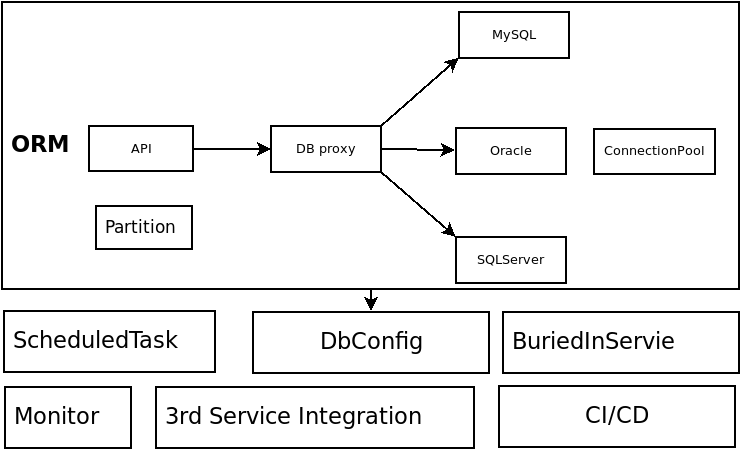 MySQL
ORM
API
DB proxy
Oracle
ConnectionPool
Partition
SQLServer
ScheduledTask
DbConfig
BuriedInServie
Monitor
3rd Service Integration
CI/CD